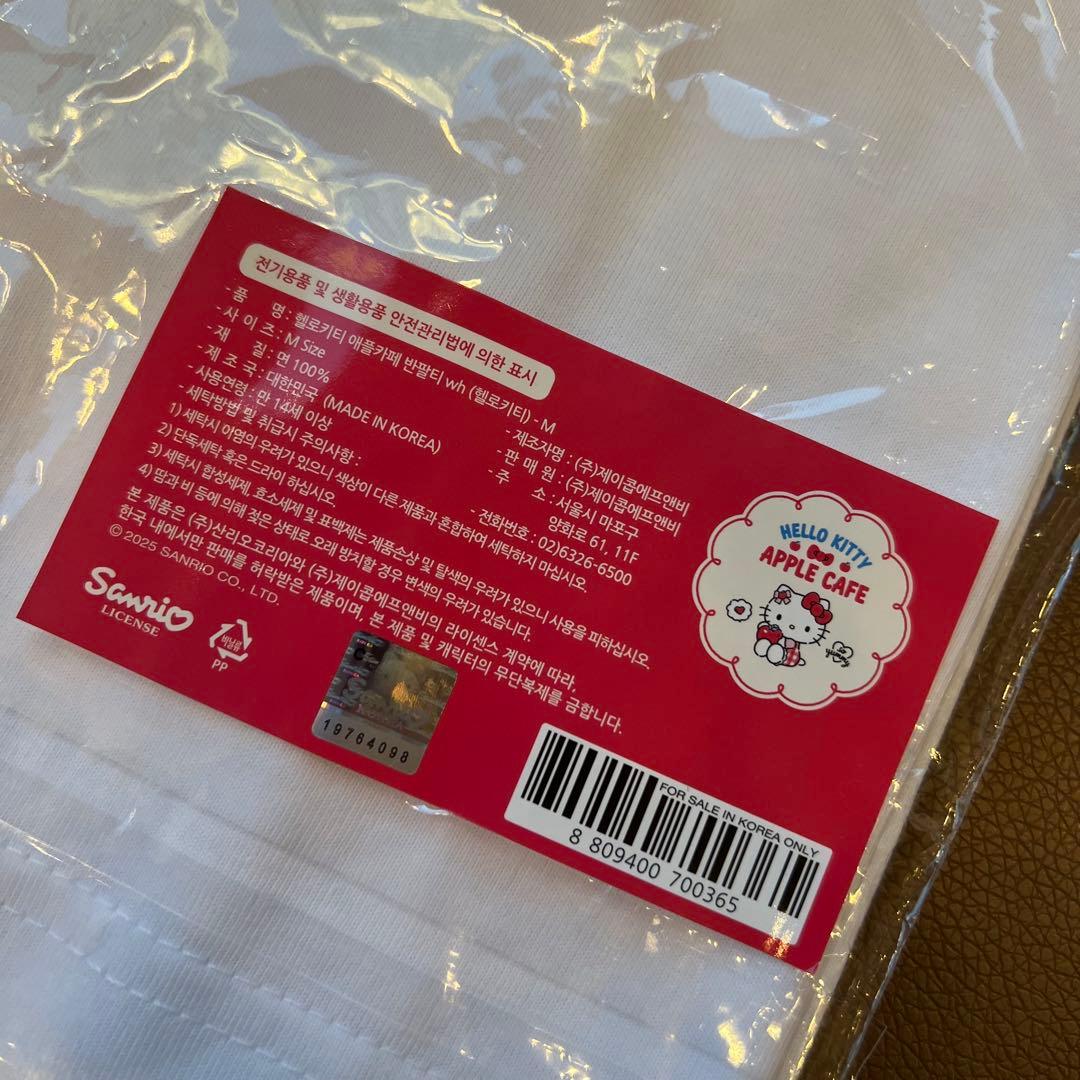 전기용품 및 생활용품 안전관리법에 의한 표시
- 품 명 : 헬로키티 애플카페 반팔티 wh (헬로키티) - M
- 사 이 즈 : M Size
- 재 질 : 면 100%
- 제 조 국 : 대한민국 (MADE IN KOREA)
- 사용연령 : 만 14세 이상
- 제조자명 : (주)제이콥에프앤비
- 판 매 원 : (주)제이콥에프앤비
- 주 소 : 서울시 마포구
양화로 61, 11F
- 전화번호 : 02)6326-6500
- 세탁방법 및 취급시 주의사항 :
1) 세탁시 이염의 우려가 있으니 색상이 다른 제품과 혼합하여 세탁하지 마십시오.
2) 단독세탁 혹은 드라이 하십시오
3) 세탁시 합성세제, 효소세제 및 표백제는 제품손상 및 탈색의 우려가 있으니 사용을 피하십시오.
4) 땀과 비 등에 의해 젖은 상태로 오래 방치할 경우 변색의 우려가 있습니다.
본 제품은 (주)산리오코리아와 (주)제이콥에프앤비의 라이센스 계약에 따라,
한국 내에서만 판매를 허락받은 제품이며, 본 제품 및 캐릭터의 무단복제를 금합니다.
© 2025 SANRIO CO., LTD.
Sanrio
LICENSE
비닐류
PP
19764098
HELLO KITTY
APPLE CAFE
so
yummy
FOR SALE IN KOREA ONLY
8 809400 700365